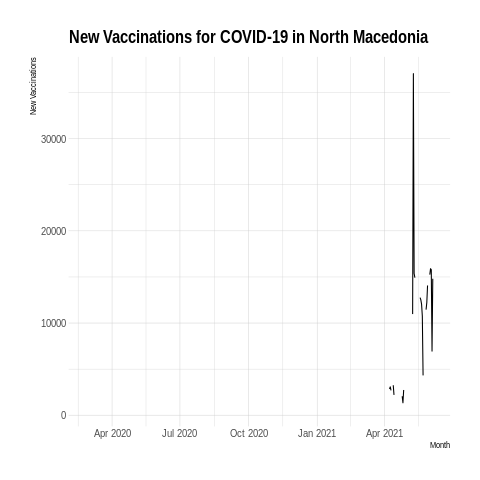 New Vaccinations for COVID-19 in North Macedonia
New Vaccinations
30000
20000
10000
0
Apr 2020 Jul 2020 Oct 2020 Jan 2021 Apr 2021
Month